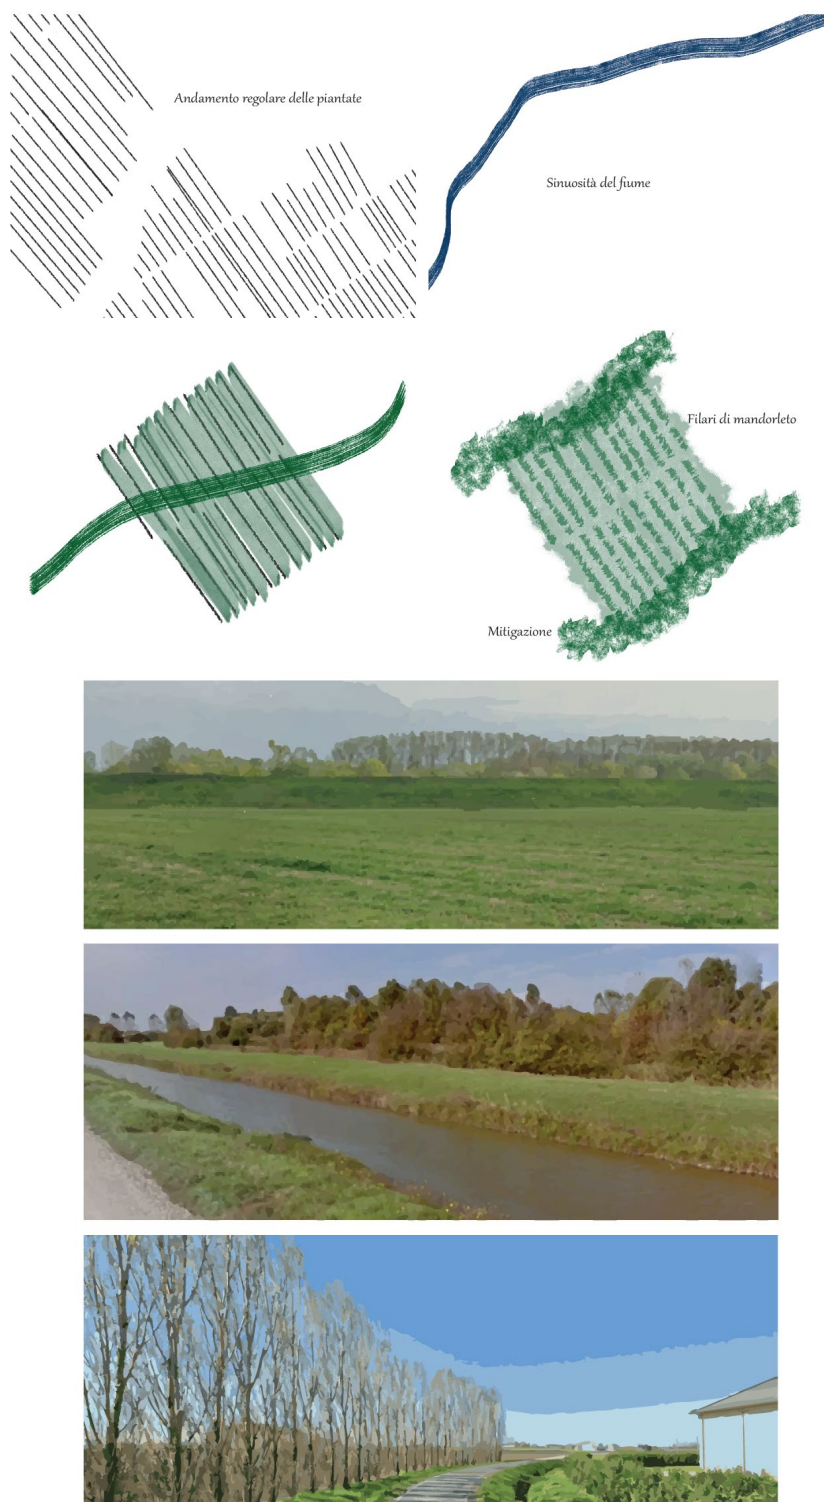 Andamento regolare delle piantate
Sinuosità del fiume
Filari di mandorleto
Mitigazione